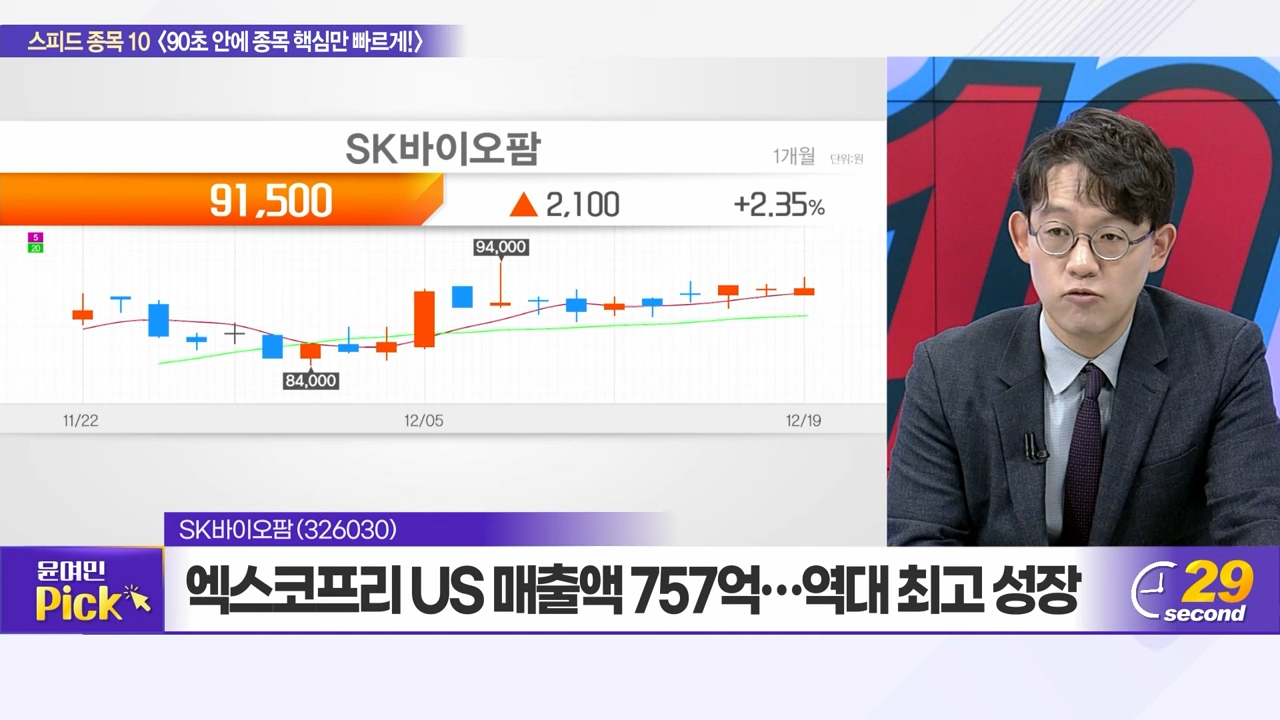 스피드 종목 10 〈90초 안에 종목 핵심만 빠르게!〉
SK바이오팜
1개월 단위:원
91,500 ▲ 2,100 +2.35%
5
20
94,000
84,000
11/22 12/05 12/19
10
SK바이오팜 (326030)
윤여민
Pick
엑스코프리 US 매출액 757억…역대 최고 성장
29
second